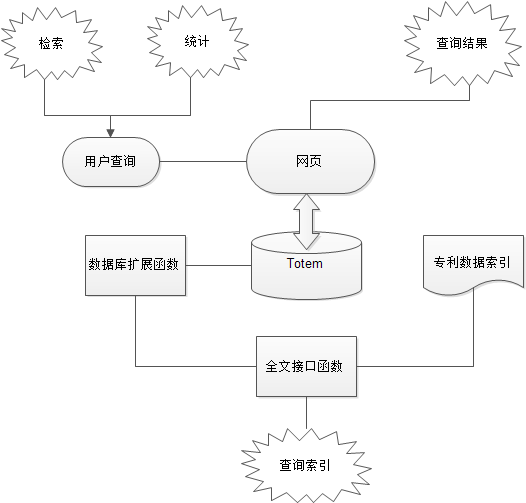 检索
统计
查询结果
用户查询
网页
数据库扩展函数
Totem
专利数据索引
全文接口函数
查询索引